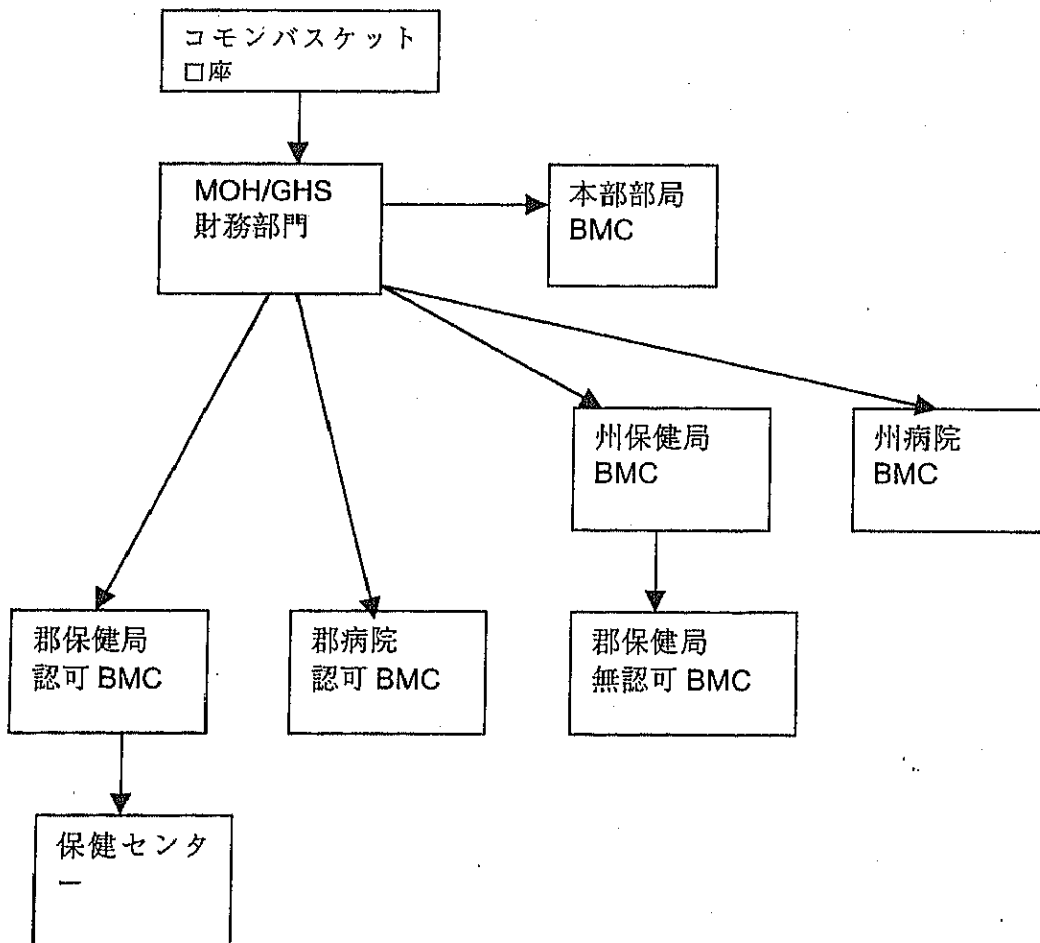 コモンバスケット
口座
MOH/GHS
財務部門
本部部局
BMC
州保健局
BMC
州病院
BMC
郡保健局
認可 BMC
郡病院
認可 BMC
郡保健局
無認可 BMC
保健センタ
ー